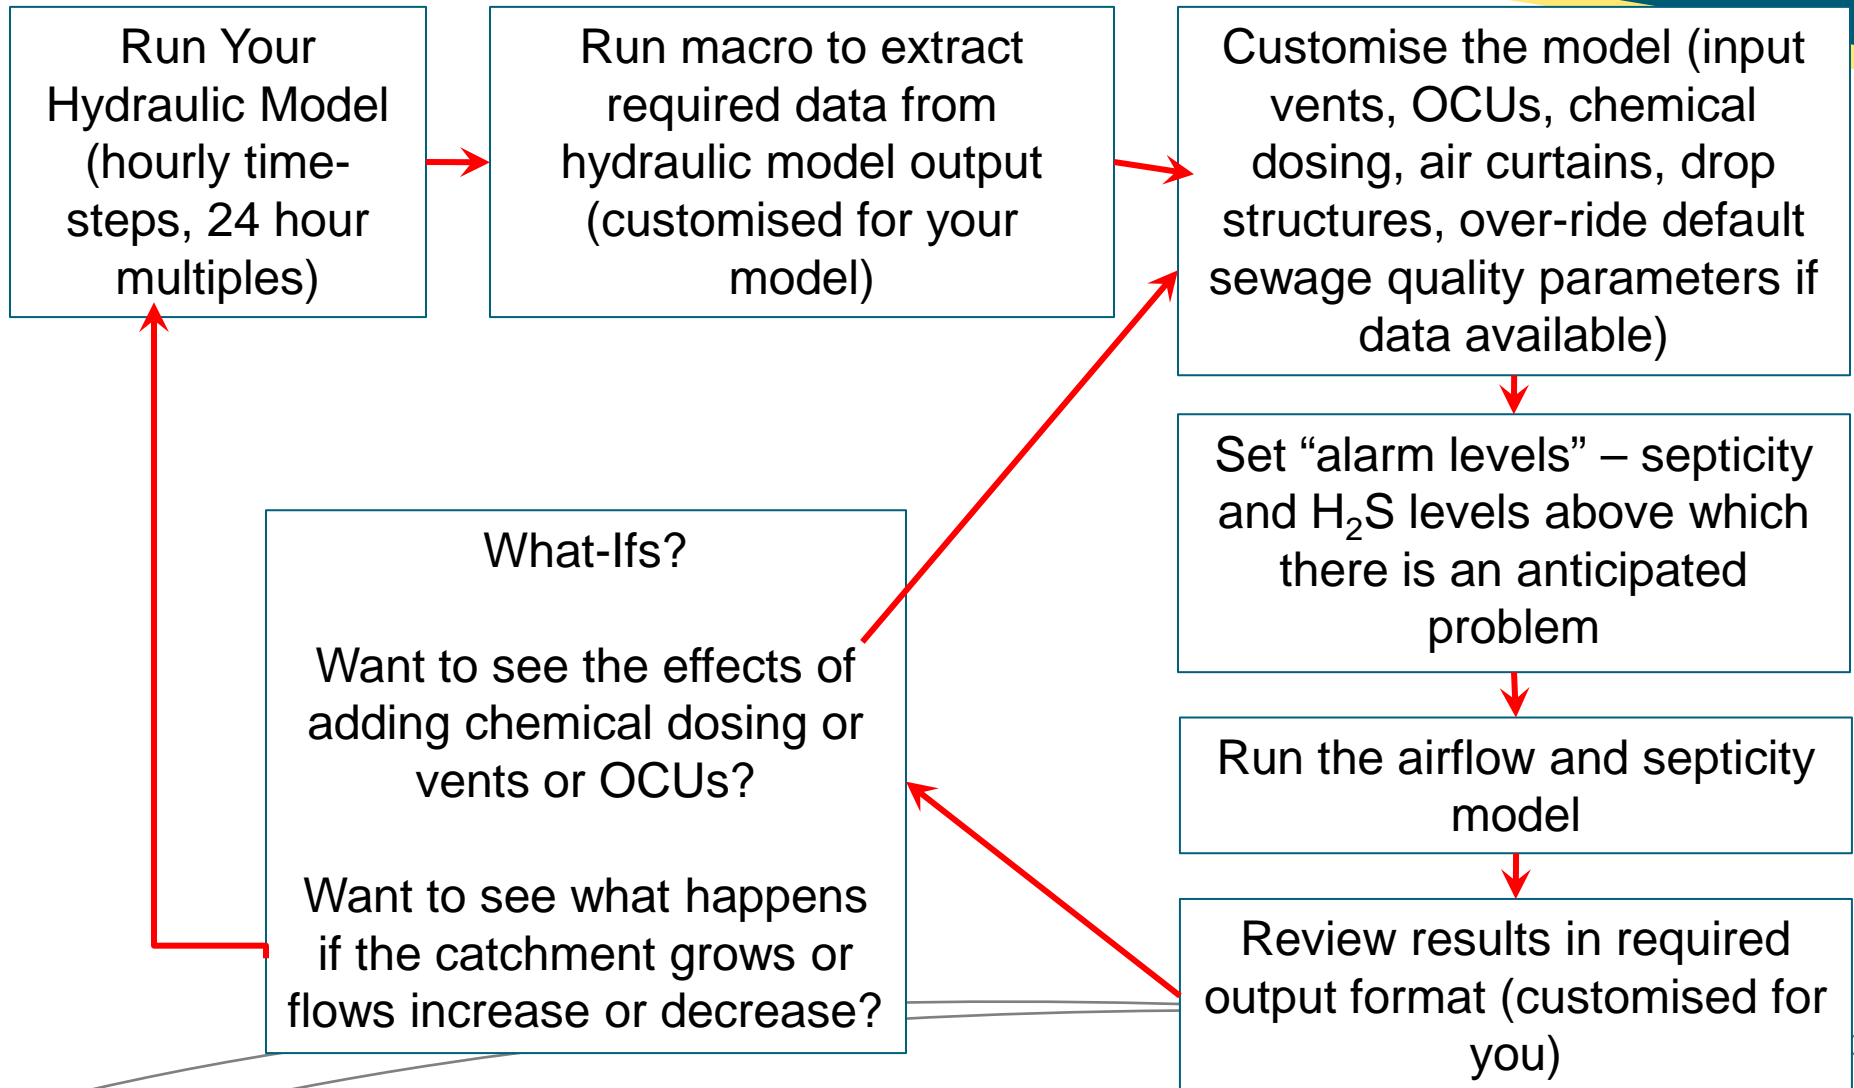 Run Your
Hydraulic Model
(hourly time-
steps, 24 hour
multiples)
Run macro to extract
required data from
hydraulic model output
(customised for your
model)
Customise the model (input
vents, OCUs, chemical
dosing, air curtains, drop
structures, over-ride default
sewage quality parameters if
data available)
Set “alarm levels” – septicity
and H₂S levels above which
there is an anticipated
problem
Run the airflow and septicity
model
Review results in required
output format (customised for
you)
What-Ifs?
Want to see the effects of
adding chemical dosing or
vents or OCUs?
Want to see what happens
if the catchment grows or
flows increase or decrease?